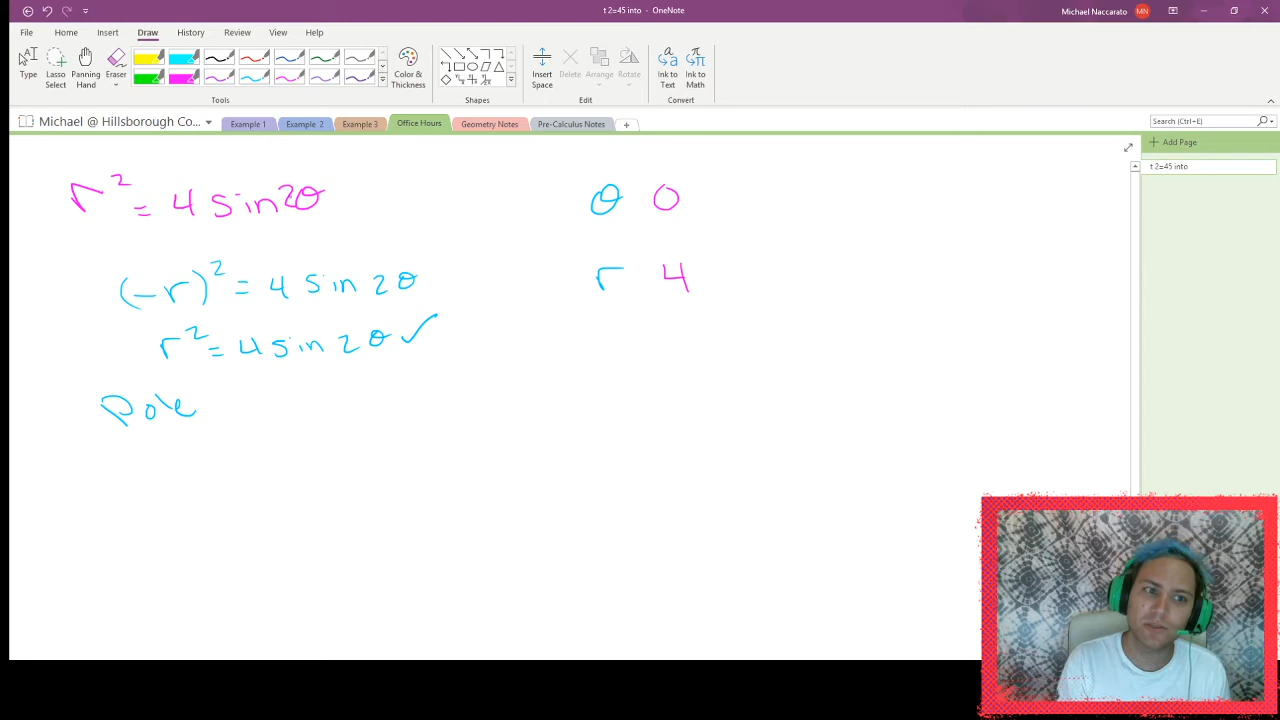 t 2=45 into - OneNote
Michael Naccarato MN
File Home Insert Draw History Review View Help
Type Lasso Select Panning Hand Eraser Color & Thickness Insert Space Delete Arrange Rotate Ink to Text Ink to Math
Tools Shapes Edit Convert
Michael @ Hillsborough Co... Example 1 Example 2 Example 3 Office Hours Geometry Notes Pre-Calculus Notes Search (Ctrl+E)
Add Page
t 2=45 into
r² = 4 sin2θ
θ 0
(-r)² = 4 sin 2θ
r 4
r² = 4 sin 2θ ✓
Pole